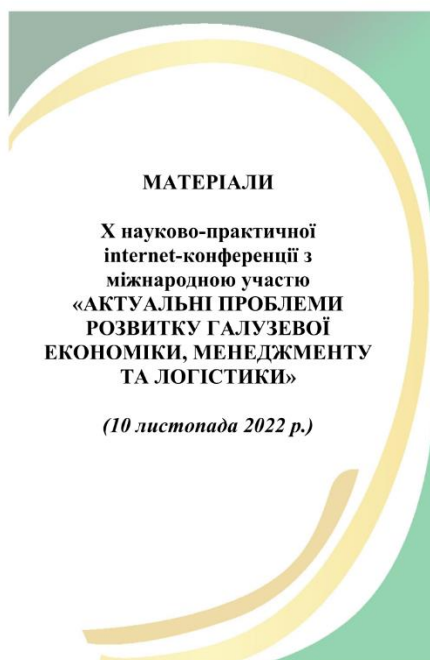 МАТЕРІАЛИ
X науково-практичної
internet-конференції з
міжнародною участю
«АКТУАЛЬНІ ПРОБЛЕМИ
РОЗВИТКУ ГАЛУЗЕВОЇ
ЕКОНОМІКИ, МЕНЕДЖМЕНТУ
ТА ЛОГІСТИКИ»
(10 листопада 2022 р.)